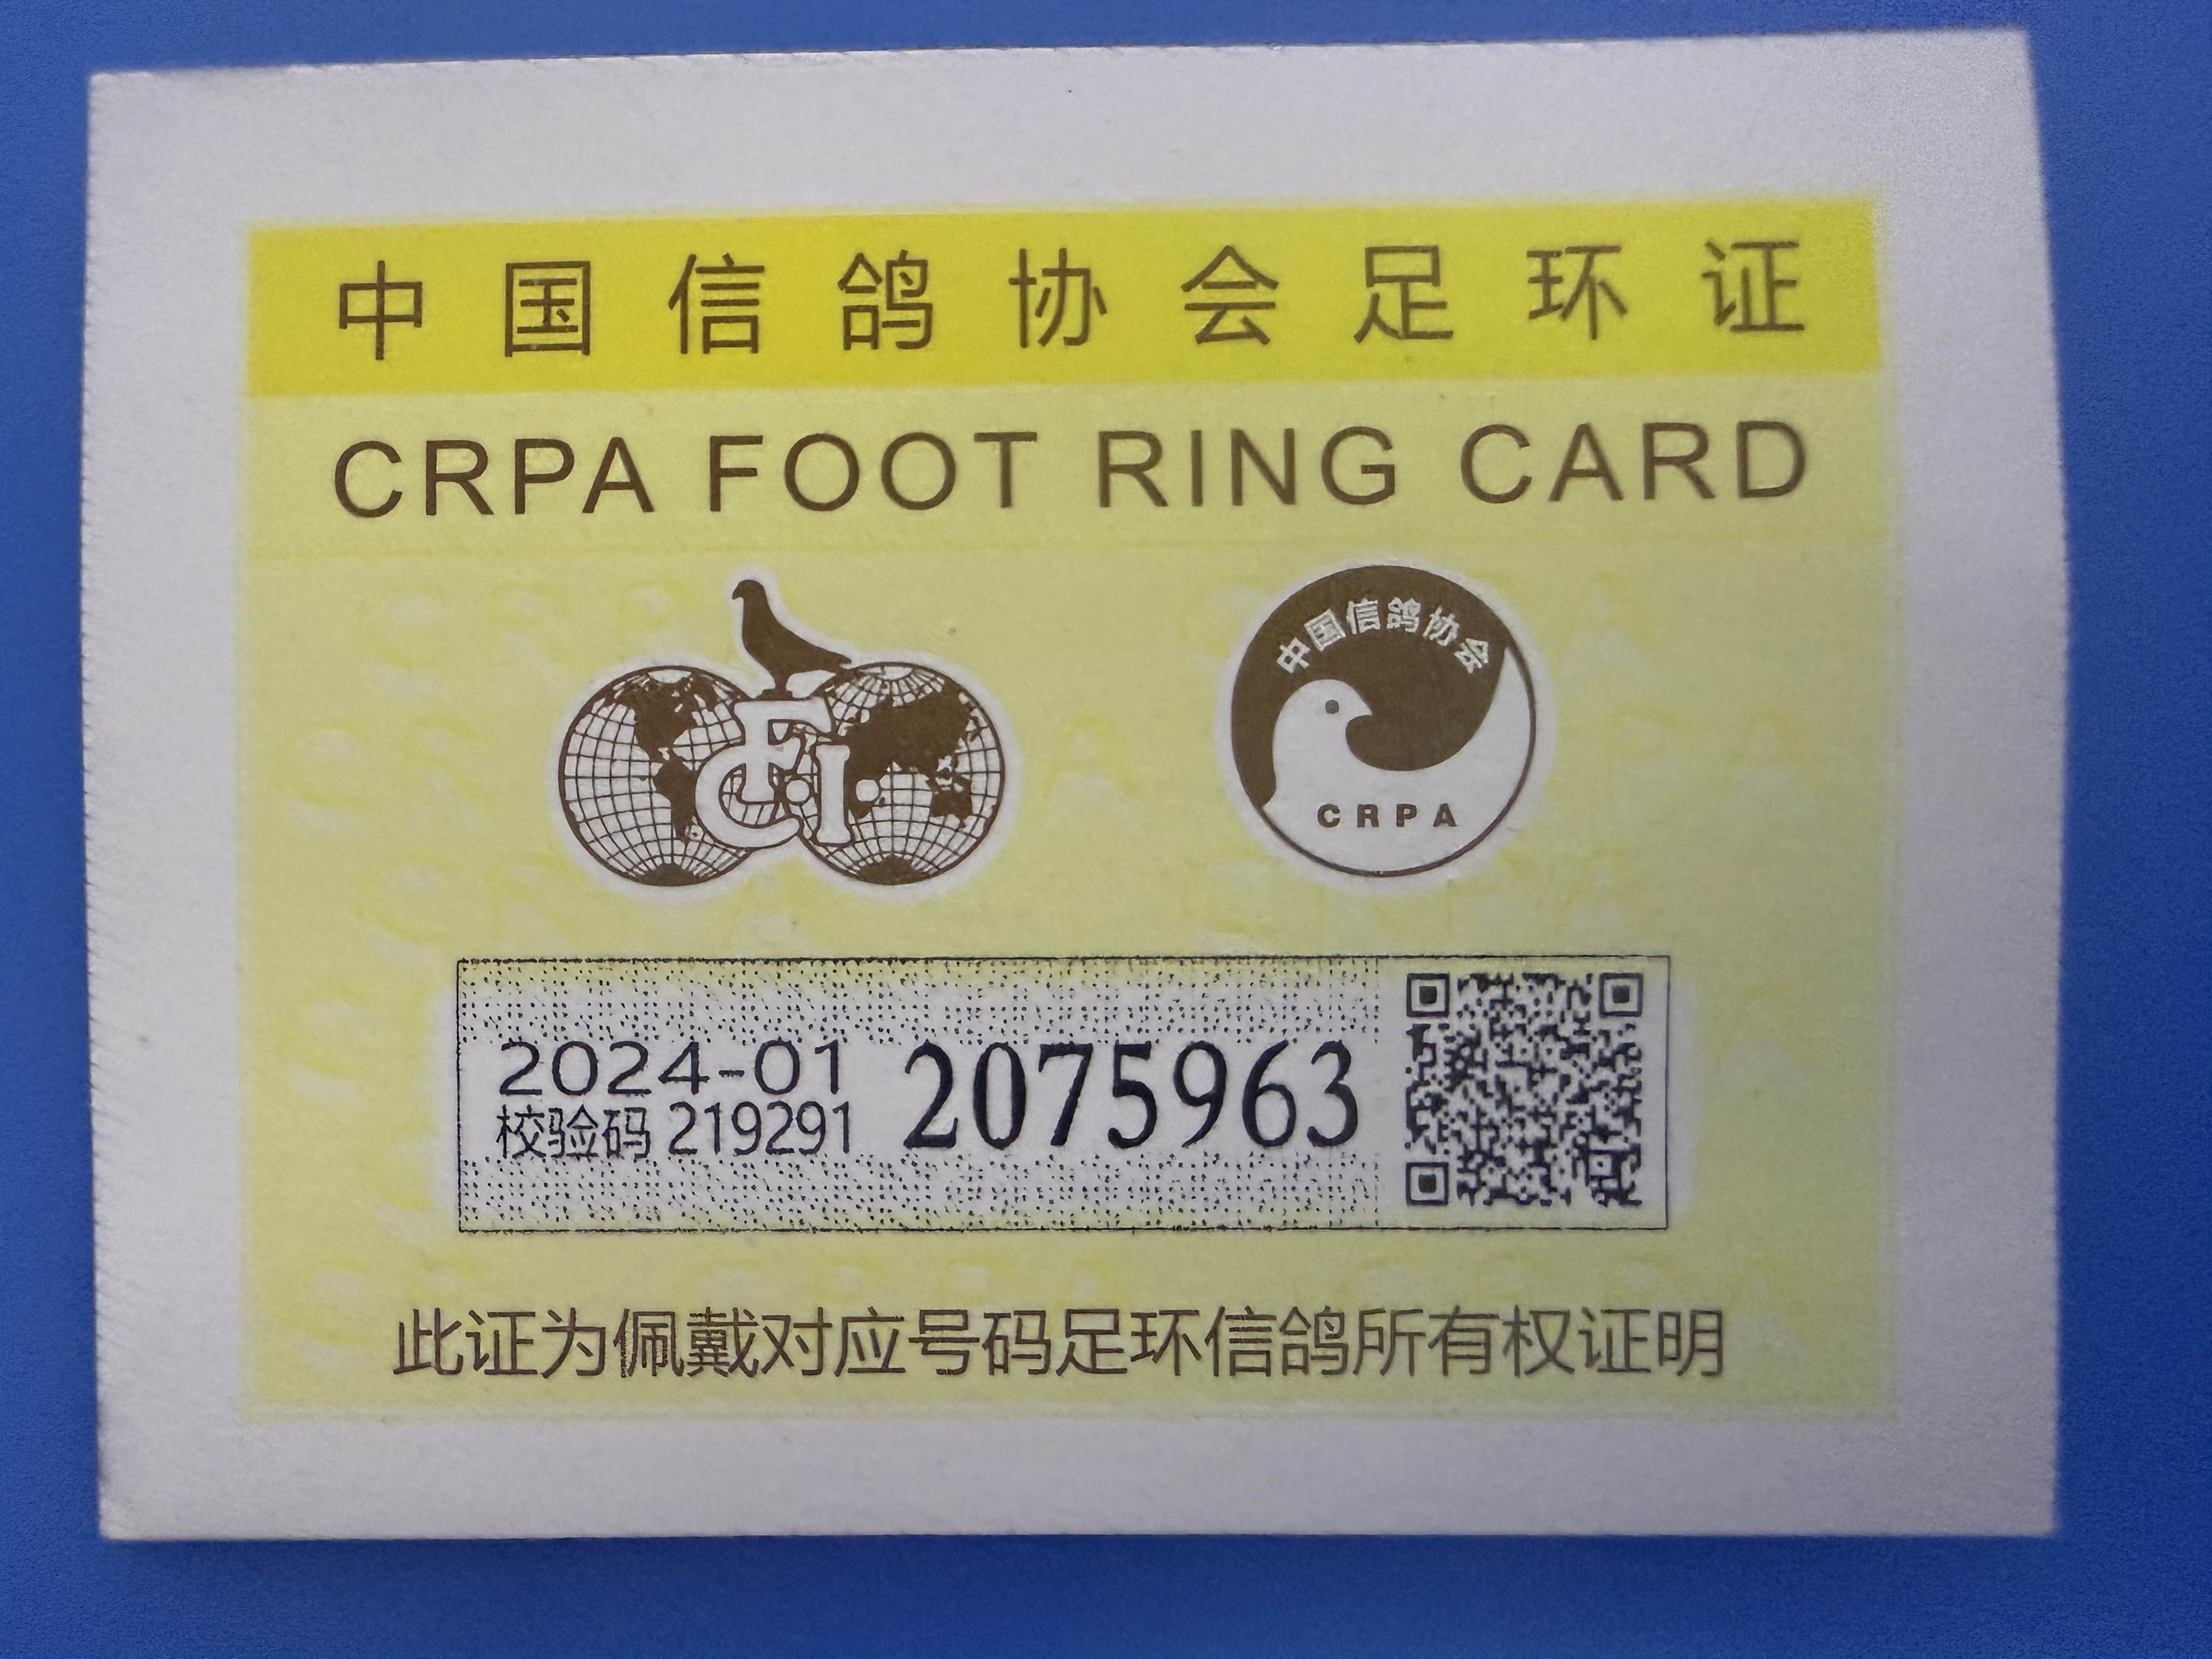 中国信鸽协会足环证
CRPA FOOT RING CARD
F.C.I.
中国信鸽协会
CRPA
2024-01
校验码 219291
2075963
此证为佩戴对应号码足环信鸽所有权证明